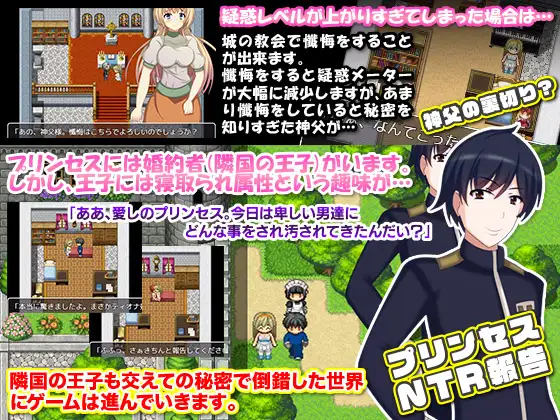 疑惑レベルが上がりすぎてしまった場合は…
城の教会で懺悔をすること
が出来ます。
懺悔をすると疑惑メーター
が大幅に減少しますが、あま
り懺悔をしていると秘密を
知りすぎた神父が…
「あの、神父様。懺悔はこちらでよろしいのでしょうか?
神父の裏切り?
プリンセスには婚約者(隣国の王子)がいます。
しかし、王子には寝取られ属性という趣味が…
「ああ、愛しのプリンセス。今日は卑しい男達に
どんな事をされ汚されてきたんだい?」
「本当に驚きましたよ。まさかティオナ
「ふふっ、さぁきちんと報告してくださ
プリンセス
NTR報告
隣国の王子も交えての秘密で倒錯した世界
にゲームは進んでいきます。